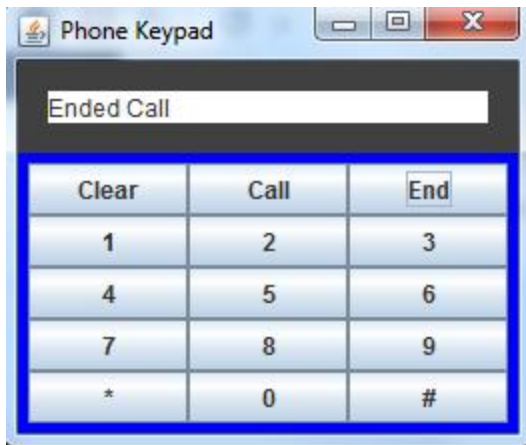 Phone Keypad
Ended Call
Clear Call End
1 2 3
4 5 6
7 8 9
* 0 #